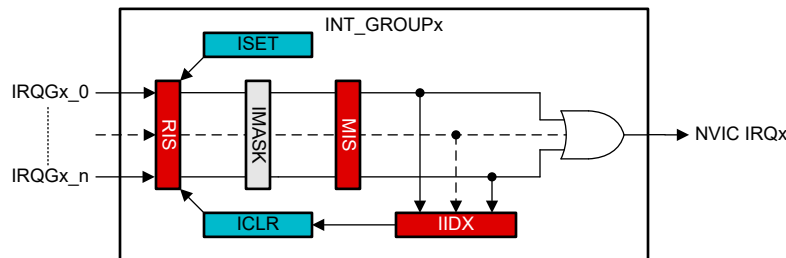 INT_GROUPx
ISET
IRQGx_0
RIS
IMASK
MIS
NVIC IRQx
IRQGx_n
ICLR
IIDX